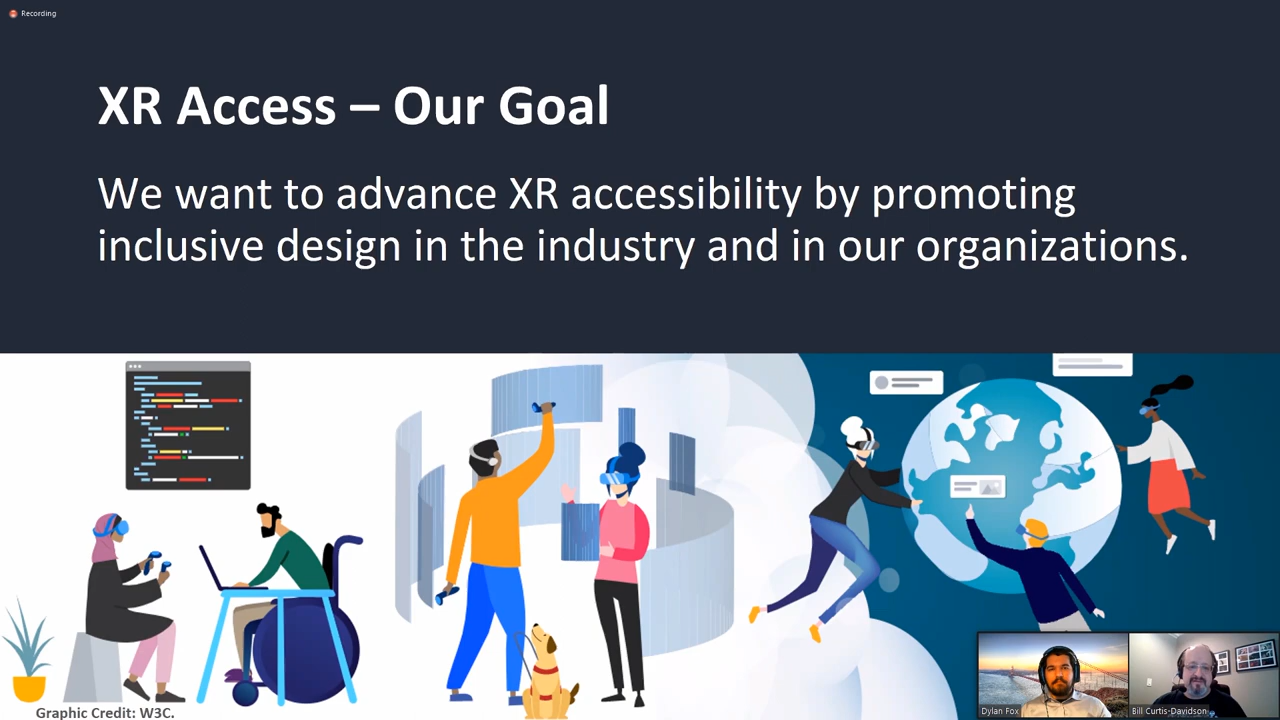 Recording
XR Access – Our Goal
We want to advance XR accessibility by promoting
inclusive design in the industry and in our organizations.
Graphic Credit: W3C.
Dylan Fox
Bill Curtis-Davidson